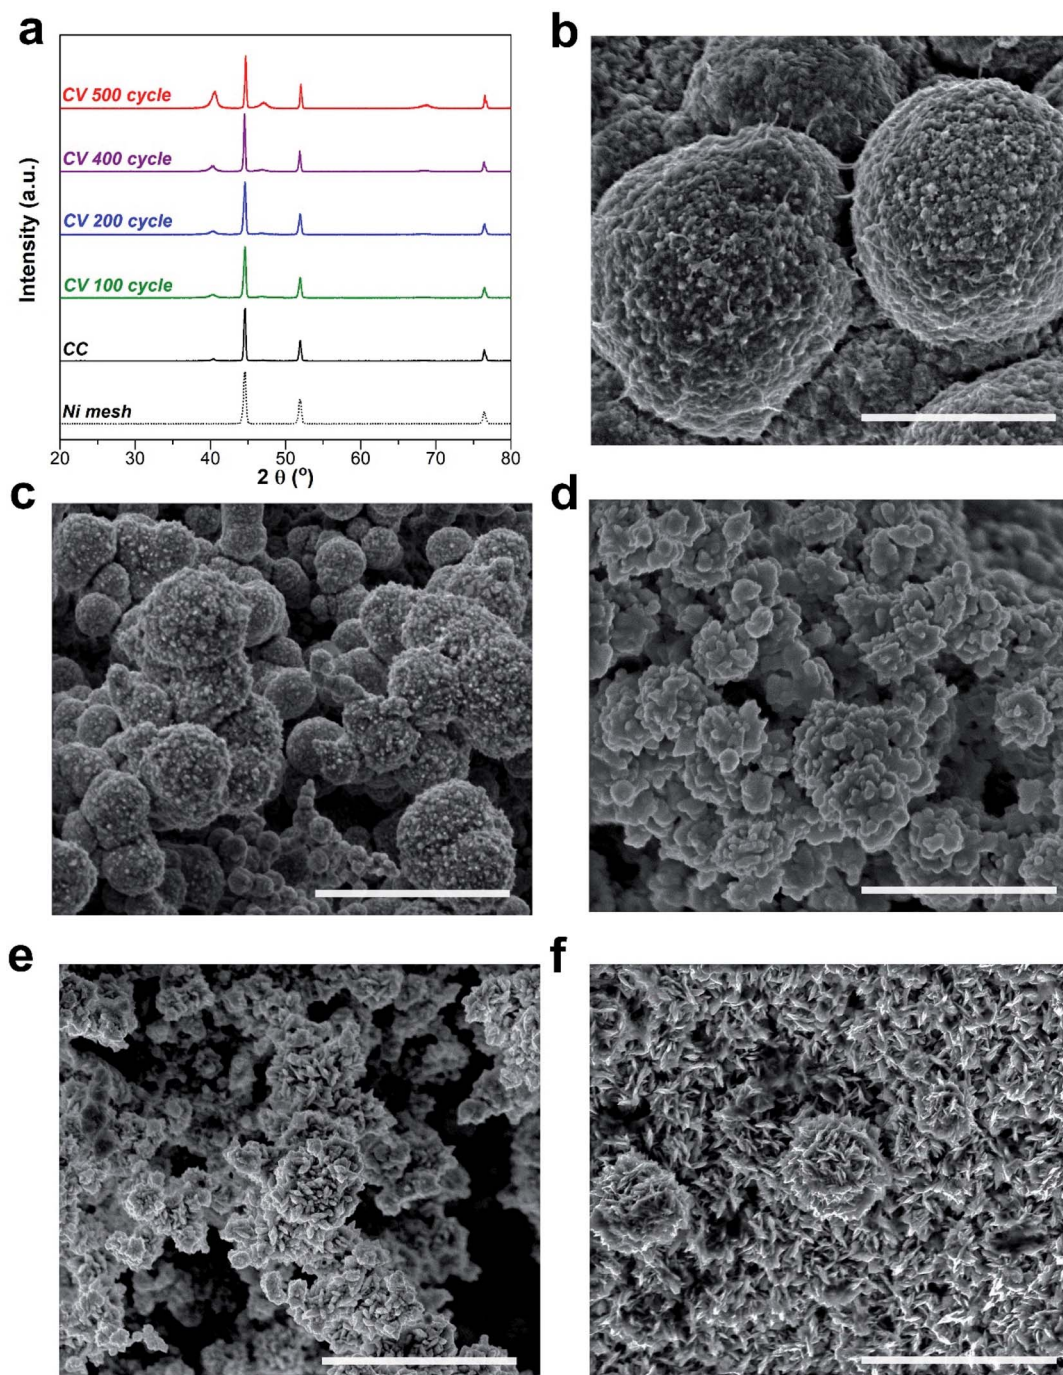 a
Intensity (a.u.)
CV 500 cycle
CV 400 cycle
CV 200 cycle
CV 100 cycle
CC
Ni mesh
20 30 40 50 60 70 80
2 θ (°)
b
c
d
e
f